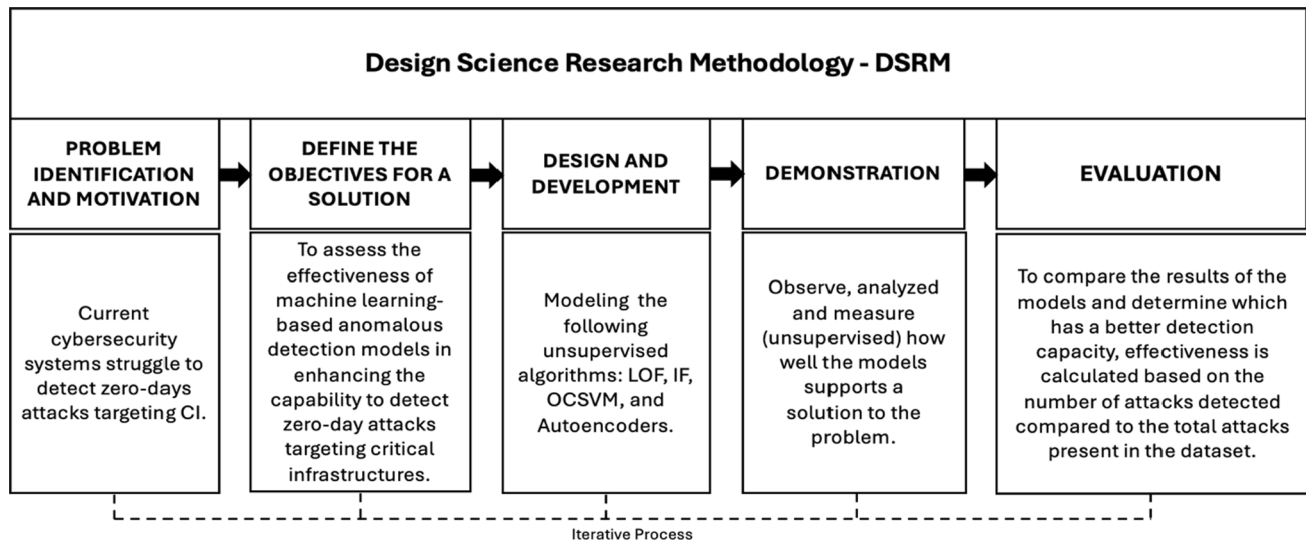 Design Science Research Methodology - DSRM
PROBLEM
IDENTIFICATION
AND MOTIVATION
DEFINE THE
OBJECTIVES FOR A
SOLUTION
DESIGN AND
DEVELOPMENT
DEMONSTRATION
EVALUATION
Current
cybersecurity
systems struggle to
detect zero-days
attacks targeting CI.
To assess the
effectiveness of
machine learning-
based anomalous
detection models in
enhancing the
capability to detect
zero-day attacks
targeting critical
infrastructures.
Modeling the
following
unsupervised
algorithms: LOF, IF,
OCSVM, and
Autoencoders.
Observe, analyzed
and measure
(unsupervised) how
well the models
supports a
solution to the
problem.
To compare the results of the
models and determine which
has a better detection
capacity, effectiveness is
calculated based on the
number of attacks detected
compared to the total attacks
present in the dataset.
Iterative Process